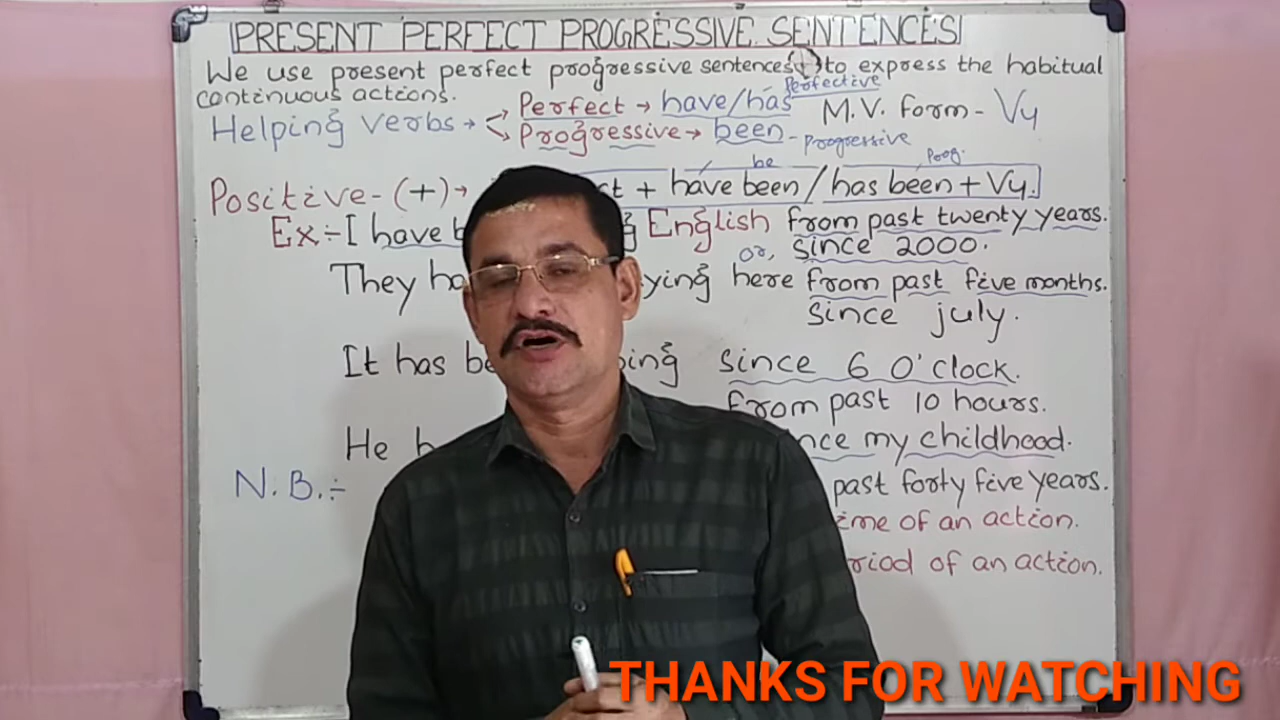 PRESENT PERFECT PROGRESSIVE SENTENCES
We use present perfect progressive sentences to express the habitual
continuous actions.
perfective
Helping verbs → Perfect → have/has M.V. form - V4
Progressive → been - progressive
be Prog.
Positive - (+) → + have been / has been + V4.
Ex ÷ I have English from past twenty years.
or, since 2000.
They here from past five months.
since july.
It has since 6 O'clock.
from past 10 hours.
He my childhood.
N.B. ÷ past forty five years.
of an action.
of an action.
THANKS FOR WATCHING